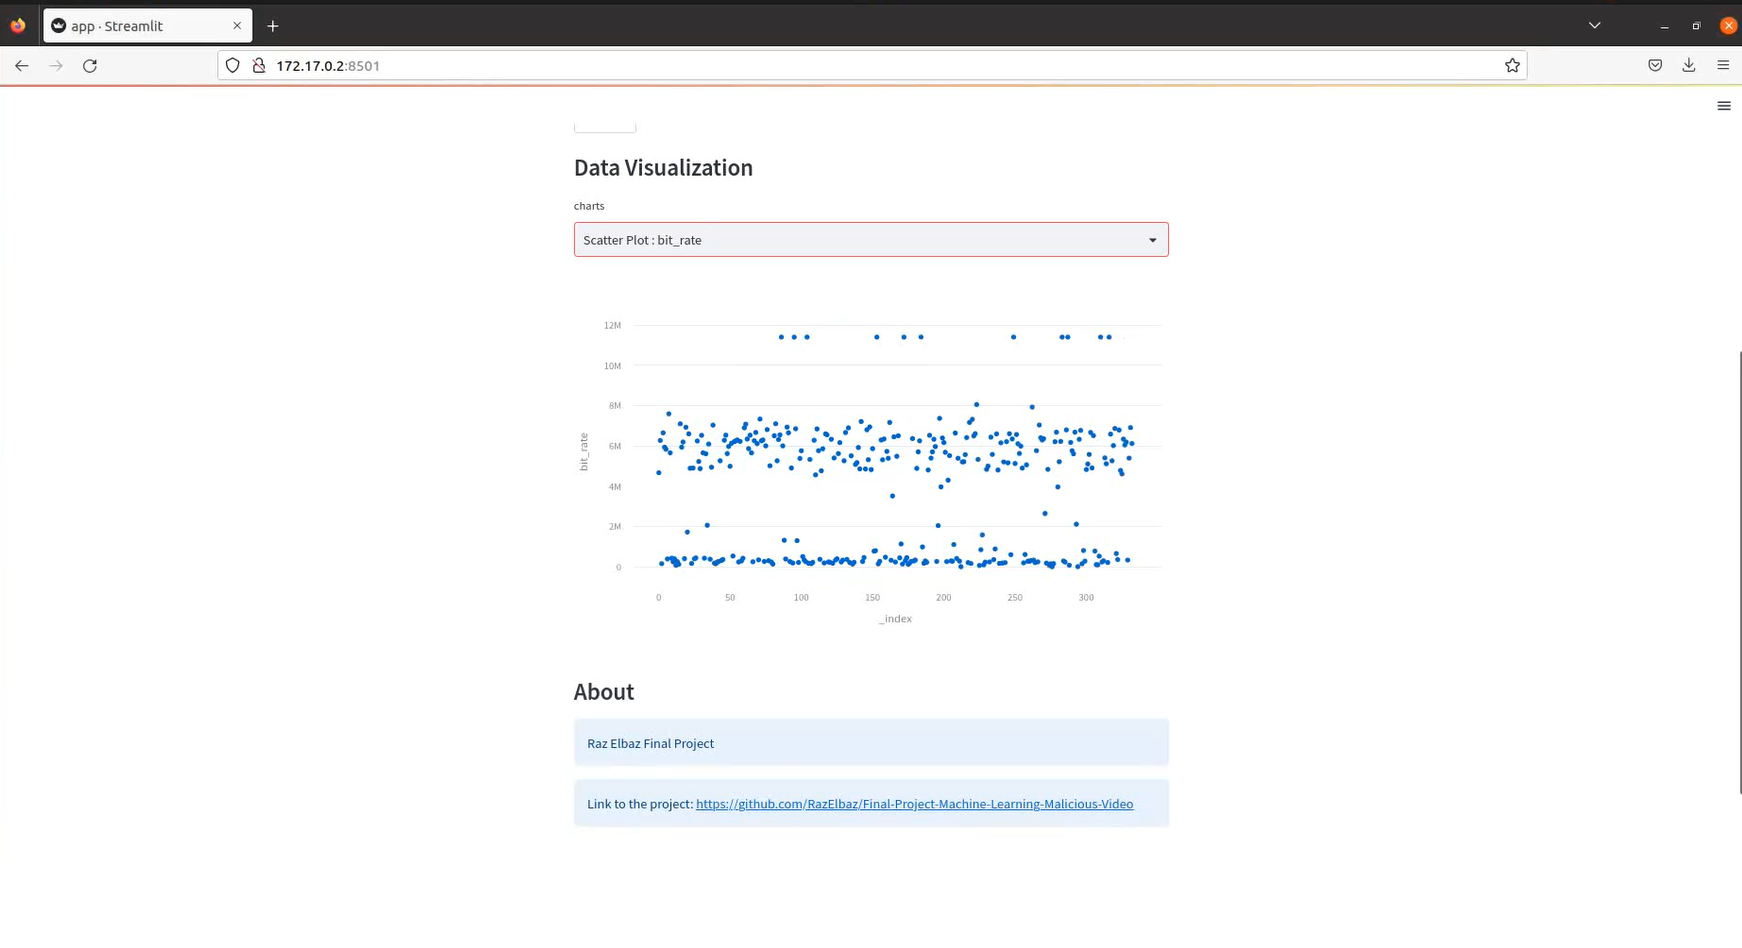 app · Streamlit
172.17.0.2:8501
Data Visualization
charts
Scatter Plot : bit_rate
12M
10M
8M
6M
4M
2M
0
bit_rate
0 50 100 150 200 250 300
_index
About
Raz Elbaz Final Project
Link to the project: https://github.com/RazElbaz/Final-Project-Machine-Learning-Malicious-Video